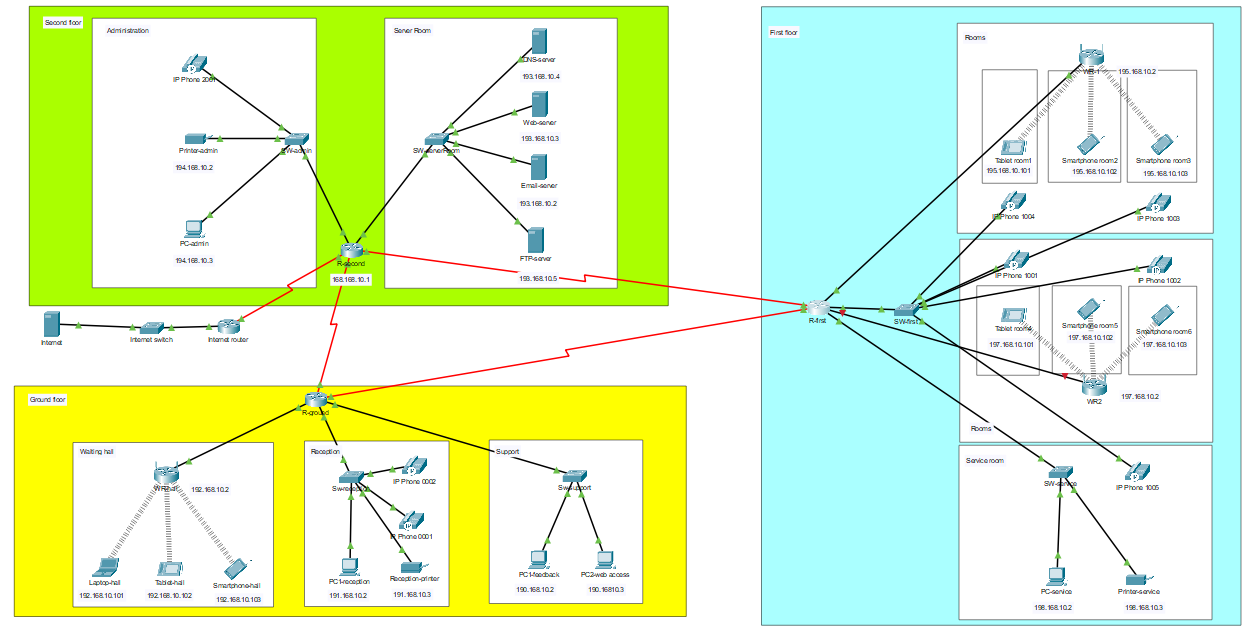 Second floor
Administration
IP Phone 2001
Printer-admin
194.168.10.2
PC-admin
194.168.10.3
SW-admin
Server Room
SW-serverRoom
DNS-server
193.168.10.4
Web-server
193.168.10.3
Email-server
193.168.10.2
FTP-server
193.168.10.5
R-second
168.168.10.1
Internet
Internet switch
Internet router
Ground floor
R-ground
Waiting hall
WR-hall
192.168.10.2
Laptop-hall
192.168.10.101
Tablet-hall
192.168.10.102
Smartphone-hall
192.168.10.103
Reception
Sw-reception
IP Phone 0002
IP Phone 0001
PC1-reception
191.168.10.2
Reception-printer
191.168.10.3
Support
Sw-support
PC1-feedback
190.168.10.2
PC2-web access
190.16810.3
First floor
R-first
SW-first
Rooms
WR-1
195.168.10.2
Tablet room1
195.168.10.101
Smartphone room2
195.168.10.102
Smartphone room3
195.168.10.103
IP Phone 1004
IP Phone 1003
IP Phone 1001
IP Phone 1002
Tablet room4
197.168.10.101
Smartphone room5
197.168.10.102
Smartphone room6
197.168.10.103
WR2
197.168.10.2
Rooms
Service room
SW-service
IP Phone 1005
PC-service
198.168.10.2
Printer-service
198.168.10.3